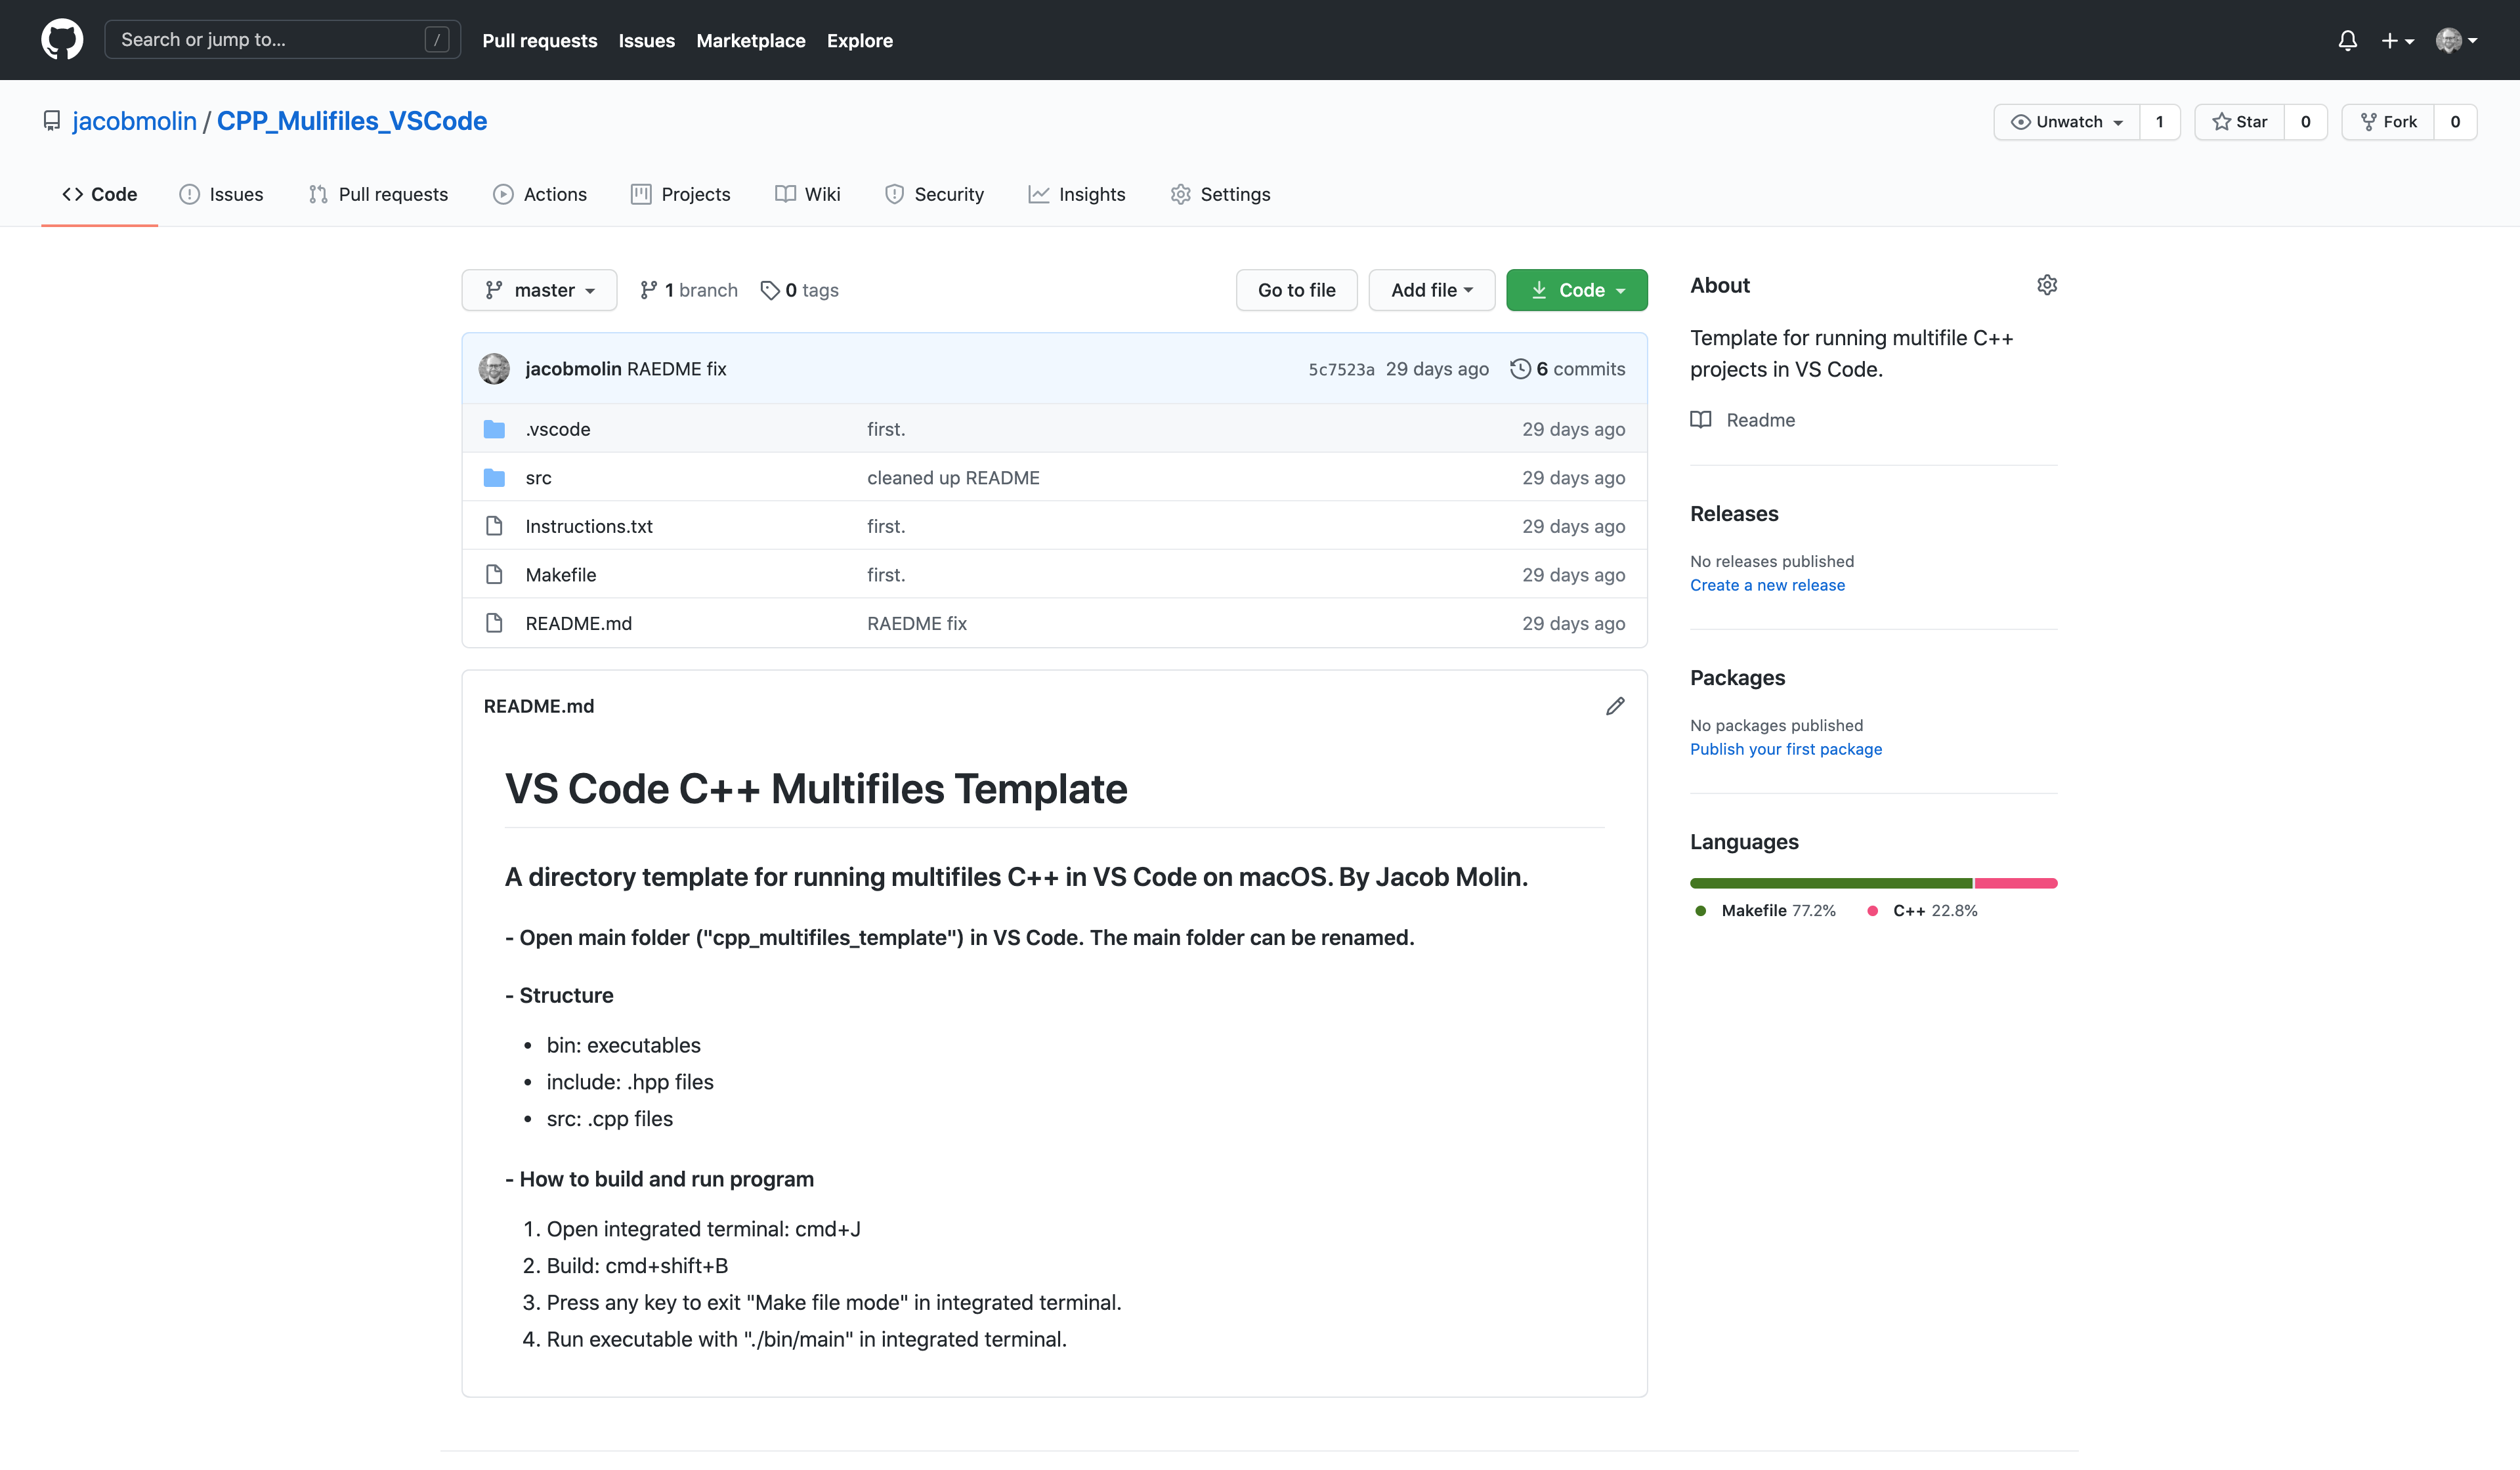 Search or jump to... /
Pull requests Issues Marketplace Explore
jacobmolin / CPP_Mulifiles_VSCode
Unwatch 1 Star 0 Fork 0
Code Issues Pull requests Actions Projects Wiki Security Insights Settings
master 1 branch 0 tags Go to file Add file Code
jacobmolin RAEDME fix 5c7523a 29 days ago 6 commits
.vscode first. 29 days ago
src cleaned up README 29 days ago
Instructions.txt first. 29 days ago
Makefile first. 29 days ago
README.md RAEDME fix 29 days ago
README.md
VS Code C++ Multifiles Template
A directory template for running multifiles C++ in VS Code on macOS. By Jacob Molin.
- Open main folder ("cpp_multifiles_template") in VS Code. The main folder can be renamed.
- Structure
• bin: executables
• include: .hpp files
• src: .cpp files
- How to build and run program
1. Open integrated terminal: cmd+J
2. Build: cmd+shift+B
3. Press any key to exit "Make file mode" in integrated terminal.
4. Run executable with "./bin/main" in integrated terminal.
About
Template for running multifile C++
projects in VS Code.
Readme
Releases
No releases published
Create a new release
Packages
No packages published
Publish your first package
Languages
Makefile 77.2% C++ 22.8%